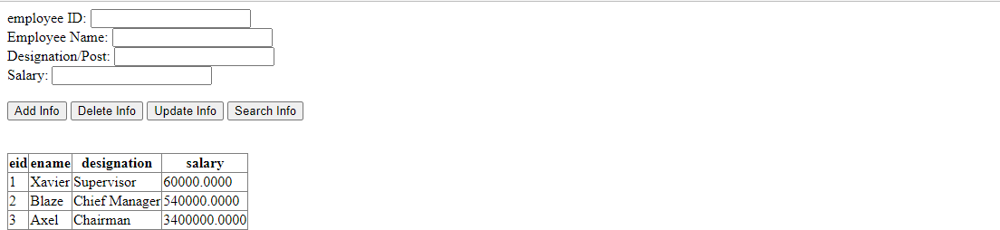 employee ID:
Employee Name:
Designation/Post:
Salary:
Add Info Delete Info Update Info Search Info
eid ename designation salary
1 Xavier Supervisor 60000.0000
2 Blaze Chief Manager 540000.0000
3 Axel Chairman 3400000.0000